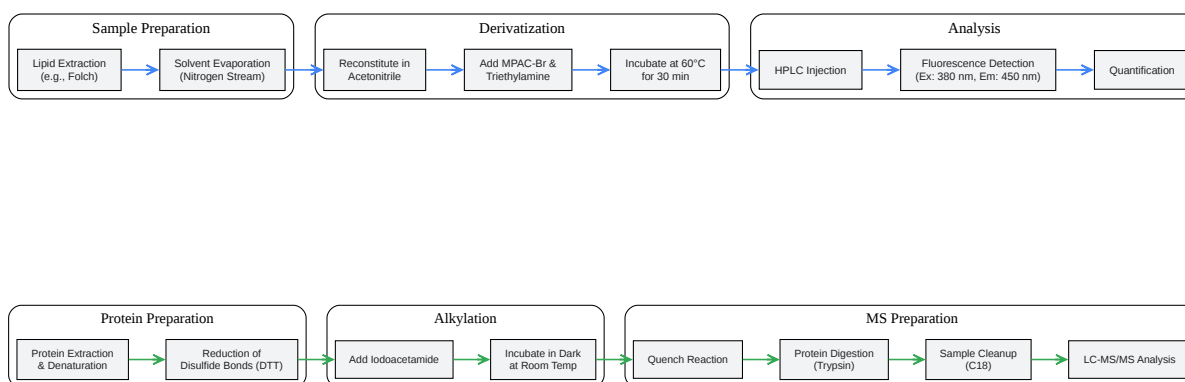 Sample Preparation
Lipid Extraction
(e.g., Folch)
Solvent Evaporation
(Nitrogen Stream)
Derivatization
Reconstitute in
Acetonitrile
Add MPAC-Br &
Triethylamine
Incubate at 60°C
for 30 min
Analysis
HPLC Injection
Fluorescence Detection
(Ex: 380 nm, Em: 450 nm)
Quantification
Protein Preparation
Protein Extraction
& Denaturation
Reduction of
Disulfide Bonds (DTT)
Alkylation
Add Iodoacetamide
Incubate in Dark
at Room Temp
MS Preparation
Quench Reaction
Protein Digestion
(Trypsin)
Sample Cleanup
(C18)
LC-MS/MS Analysis